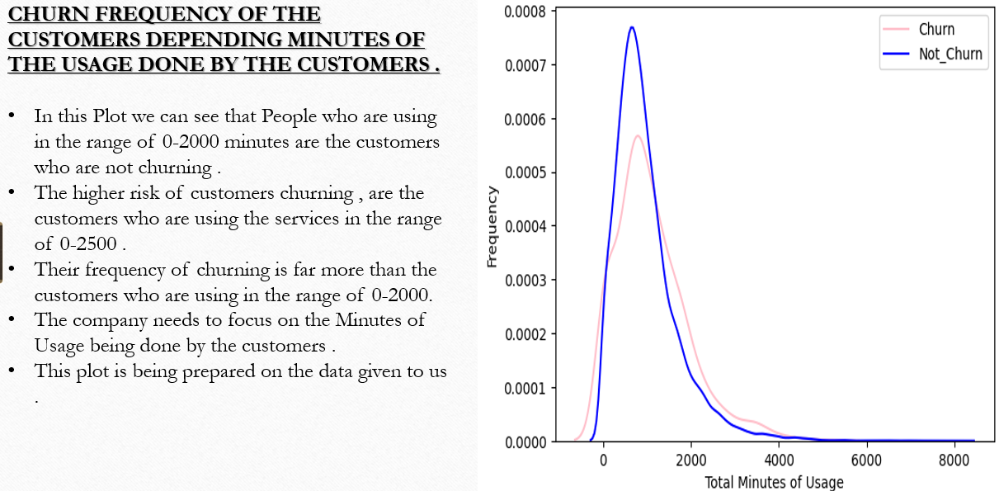 CHURN FREQUENCY OF THE
CUSTOMERS DEPENDING MINUTES OF
THE USAGE DONE BY THE CUSTOMERS .
• In this Plot we can see that People who are using
in the range of 0-2000 minutes are the customers
who are not churning .
• The higher risk of customers churning , are the
customers who are using the services in the range
of 0-2500 .
• Their frequency of churning is far more than the
customers who are using in the range of 0-2000.
• The company needs to focus on the Minutes of
Usage being done by the customers .
• This plot is being prepared on the data given to us
.
Churn
Not_Churn
Frequency
0.0008
0.0007
0.0006
0.0005
0.0004
0.0003
0.0002
0.0001
0.0000
0 2000 4000 6000 8000
Total Minutes of Usage